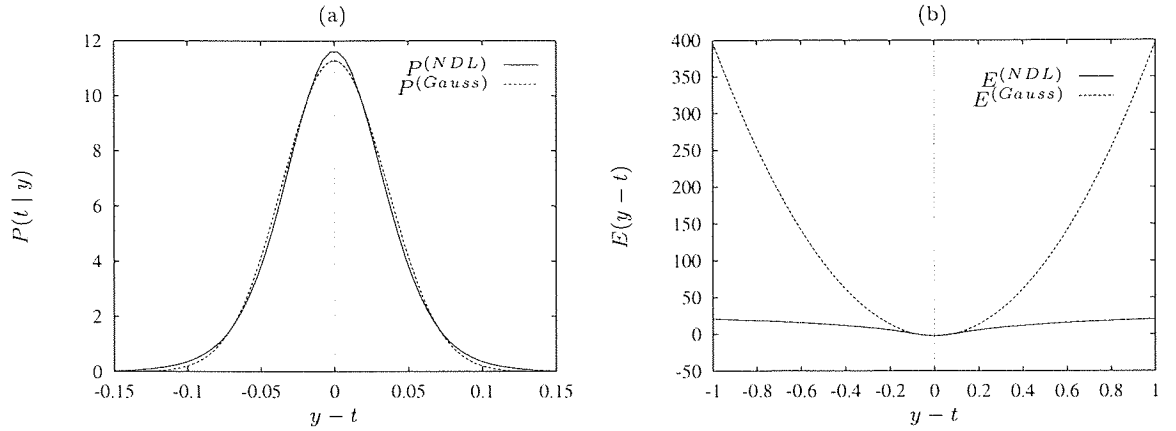 (a)
12
10
8
6
4
2
0
P(t | y)
P(NDL)
P(Gauss)
-0.15 -0.1 -0.05 0 0.05 0.1 0.15
y − t
(b)
400
350
300
250
200
150
100
50
0
-50
E(y − t)
E(NDL)
E(Gauss)
-1 -0.8 -0.6 -0.4 -0.2 0 0.2 0.4 0.6 0.8 1
y − t